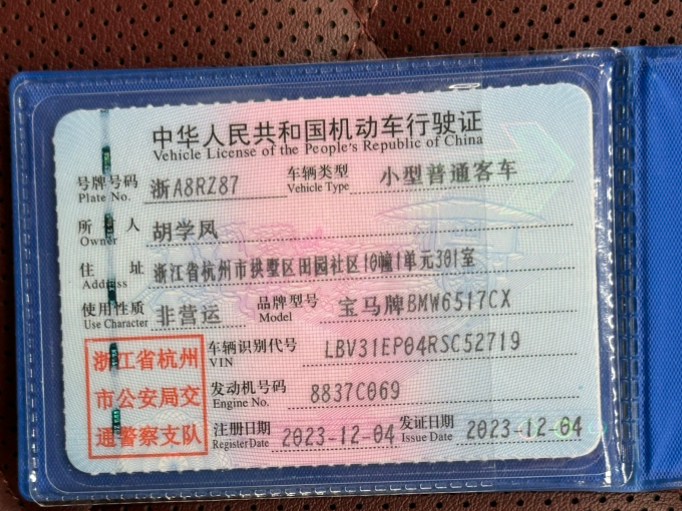 中华人民共和国机动车行驶证
Vehicle License of the People's Republic of China
号牌号码 浙A8RZ87 车辆类型 小型普通客车
Plate No. Vehicle Type
所有人 胡学凤
Owner
住址 浙江省杭州市拱墅区田园社区10幢1单元301室
Address
使用性质 非营运 品牌型号 宝马牌BMW6517CX
Use Character Model
浙江省杭州
市公安局交
通警察支队
车辆识别代号 LBV31EP04RSC52719
VIN
发动机号码 8837C069
Engine No.
注册日期 2023-12-04 发证日期 2023-12-04
Register Date Issue Date